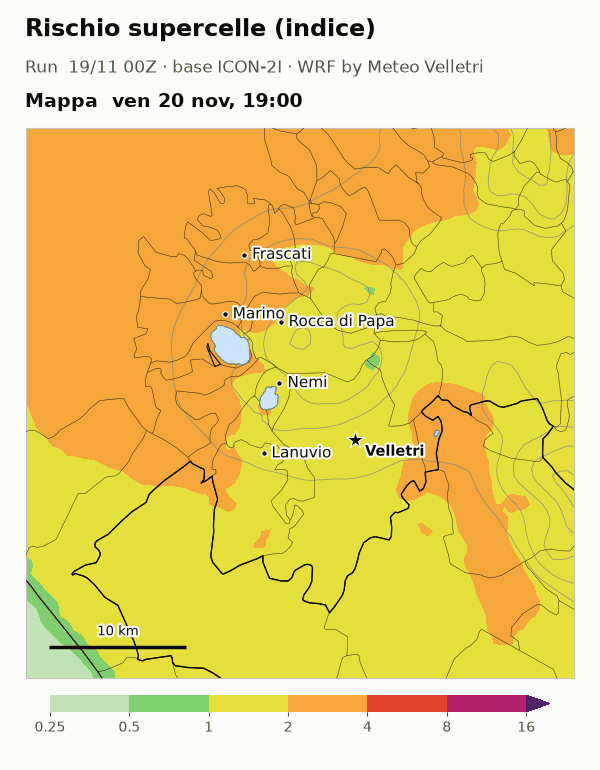 Rischio supercelle (indice)
Run  19/11 00Z · base ICON-2I · WRF by Meteo Velletri
Mappa  ven 20 nov, 19:00
Frascati
Marino
Rocca di Papa
Nemi
Velletri
Lanuvio
10 km
0.25 0.5 1 2 4 8 16